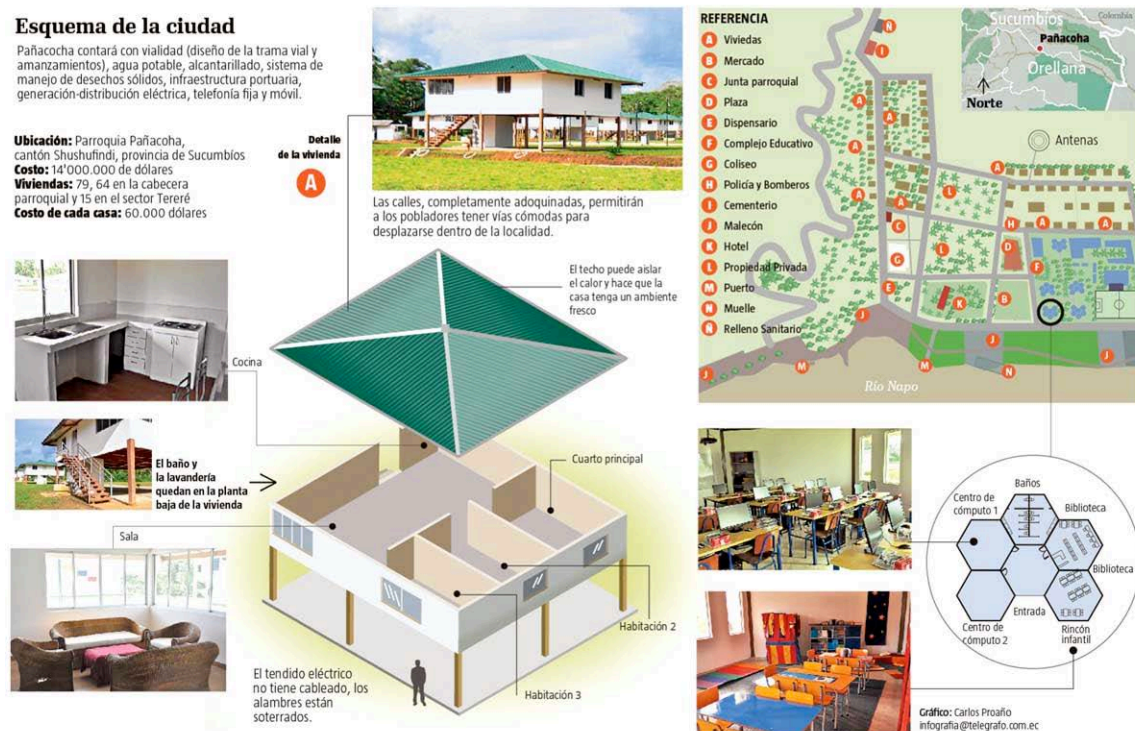 Esquema de la ciudad
Pañacocha contará con vialidad (diseño de la trama vial y
amanzamientos), agua potable, alcantarillado, sistema de
manejo de desechos sólidos, infraestructura portuaria,
generación-distribución eléctrica, telefonía fija y móvil.
Ubicación: Parroquia Pañacoha,
cantón Shushufindi, provincia de Sucumbíos
Costo: 14'000.000 de dólares
Viviendas: 79, 64 en la cabecera
parroquial y 15 en el sector Tereré
Costo de cada casa: 60.000 dólares
Detalle
de la vivienda
A
Las calles, completamente adoquinadas, permitirán
a los pobladores tener vías cómodas para
desplazarse dentro de la localidad.
El techo puede aislar
el calor y hace que la
casa tenga un ambiente
fresco
Cocina
El baño y
la lavandería
quedan en la planta
baja de la vivienda
Cuarto principal
Sala
Habitación 2
Habitación 3
El tendido eléctrico
no tiene cableado, los
alambres están
soterrados.
REFERENCIA
A Viviedas
B Mercado
C Junta parroquial
D Plaza
E Dispensario
F Complejo Educativo
G Coliseo
H Policía y Bomberos
I Cementerio
J Malecón
K Hotel
L Propiedad Privada
M Puerto
N Muelle
Ñ Relleno Sanitario
Sucumbíos
Colombia
Pañacoha
Orellana
Norte
Antenas
Ñ
I
A
A
A
A
L
A
A
A
C
H
A
A
L
D
G
F
E
K
B
J
J
J
J
M
M
N
Río Napo
Baños
Centro de
cómputo 1
Biblioteca
Biblioteca
Entrada
Centro de
cómputo 2
Rincón
infantil
Gráfico: Carlos Proaño
infografia@telegrafo.com.ec